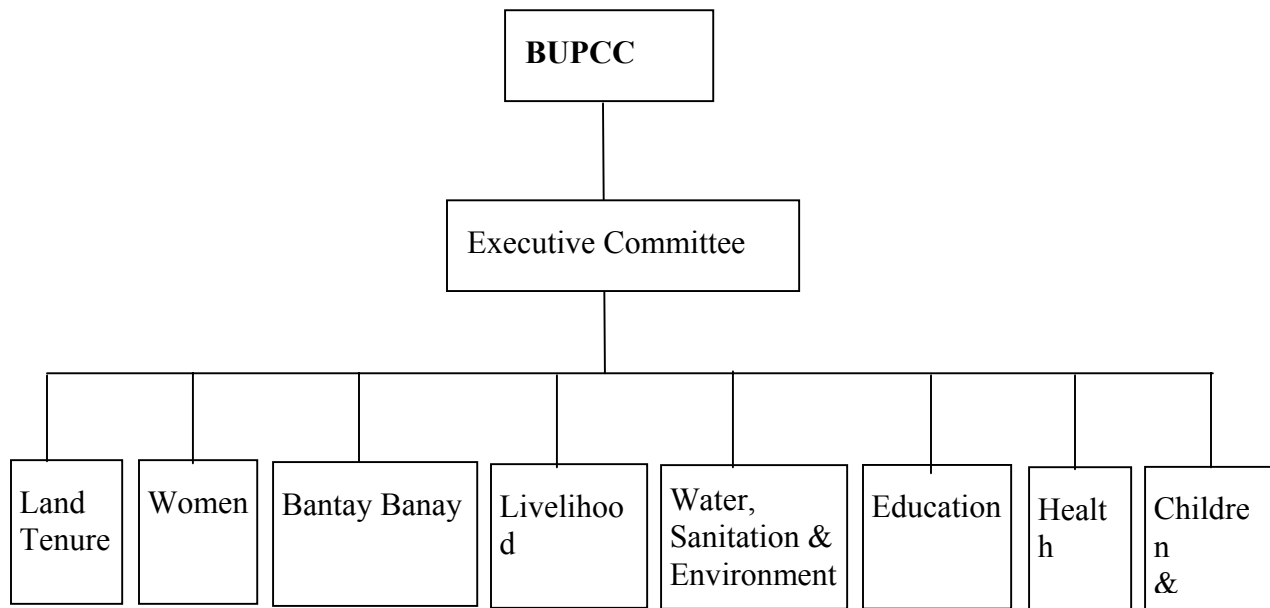 BUPCC
Executive Committee
Land
Tenure
Women
Bantay Banay
Livelihoo
d
Water,
Sanitation &
Environment
Education
Healt
h
Childre
n
&